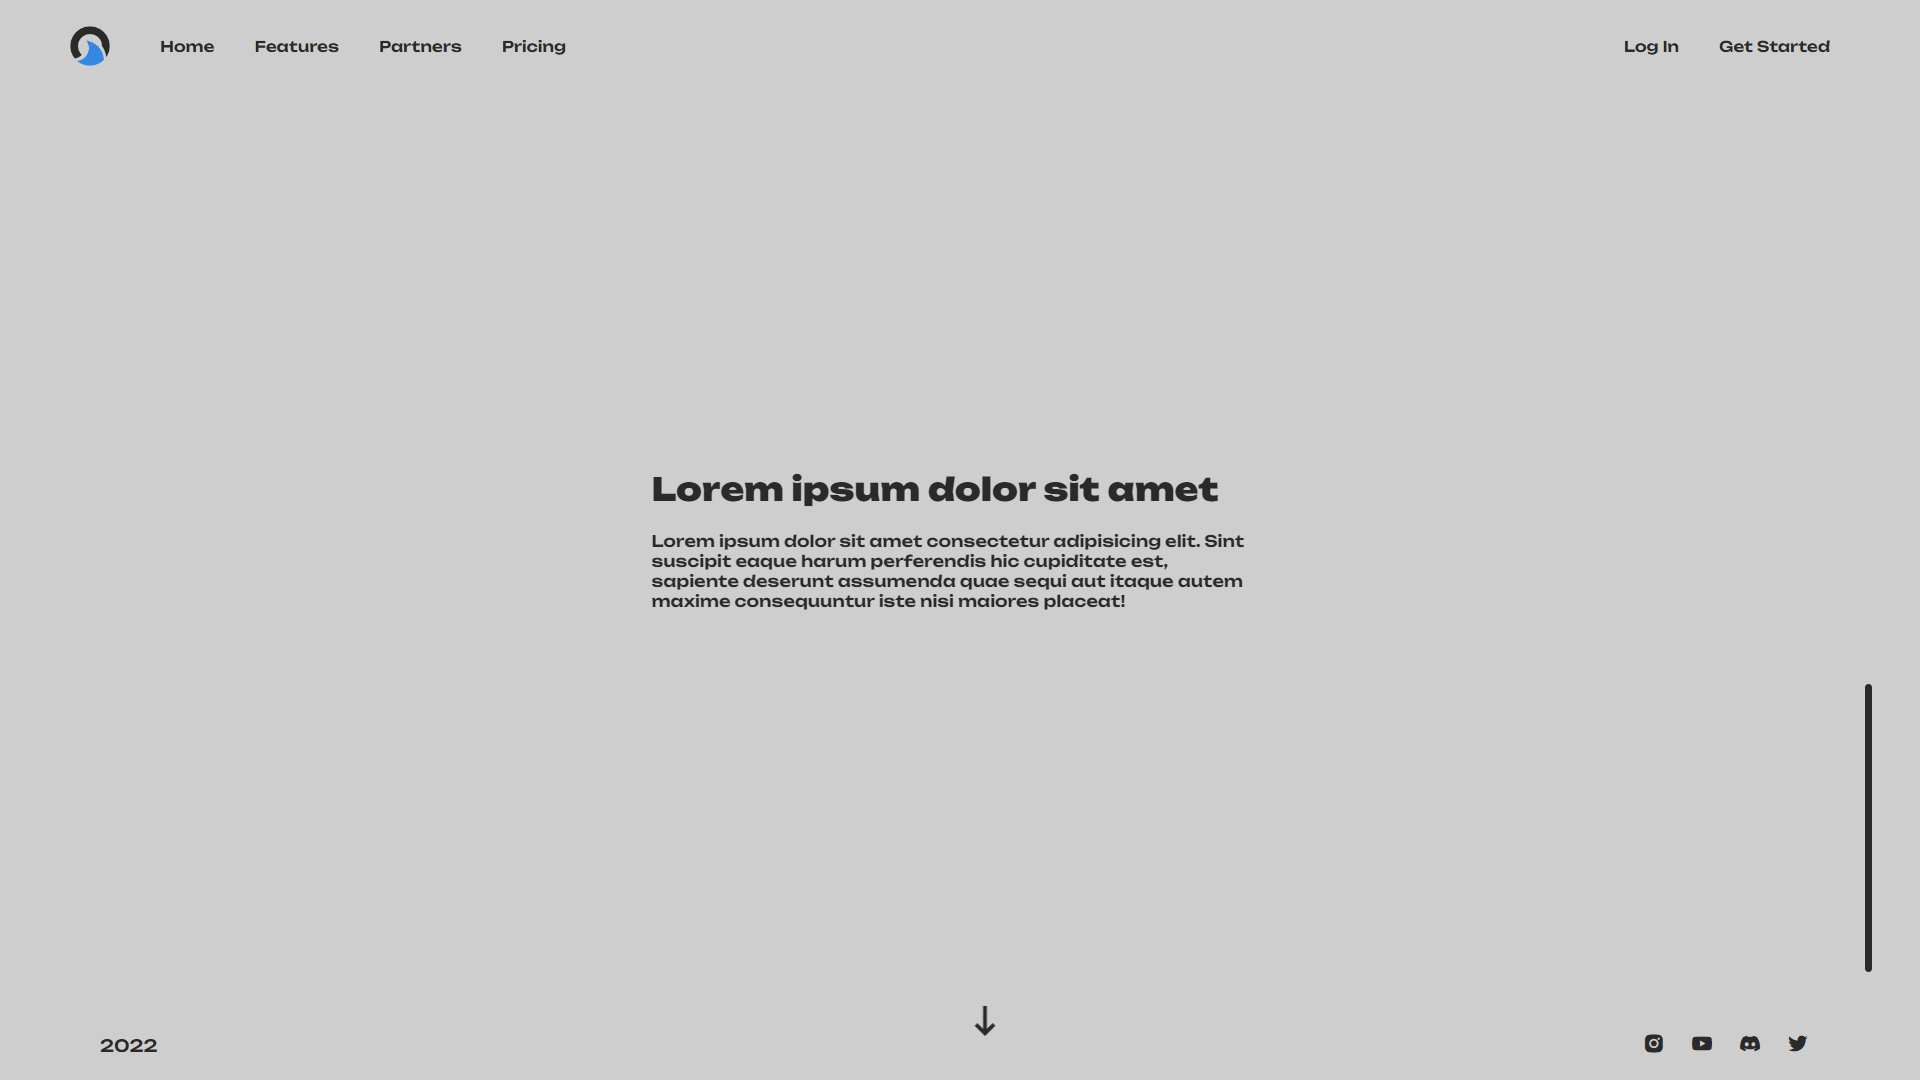 Home
Features
Partners
Pricing
Log In
Get Started
Lorem ipsum dolor sit amet
Lorem ipsum dolor sit amet consectetur adipisicing elit. Sint
suscipit eaque harum perferendis hic cupiditate est,
sapiente deserunt assumenda quae sequi aut itaque autem
maxime consequuntur iste nisi maiores placeat!
2022